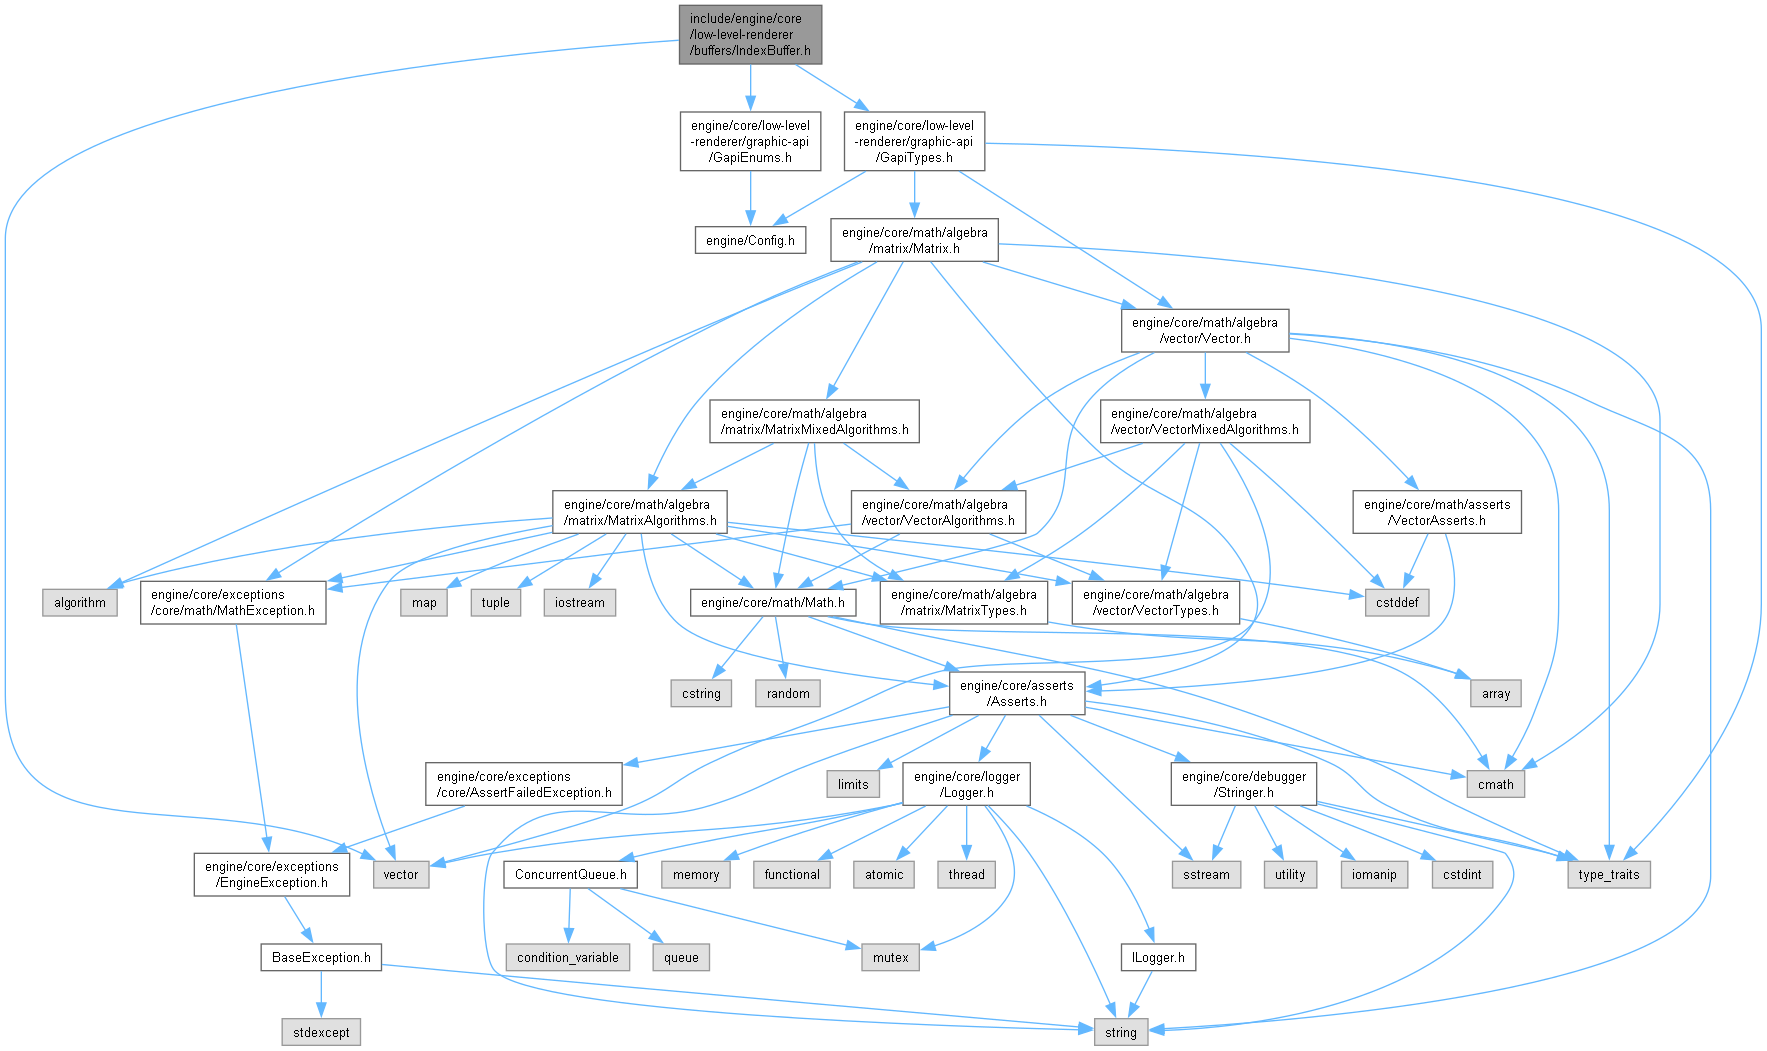 include/engine/core
/low-level-renderer
/buffers/IndexBuffer.h
engine/core/low-level
-renderer/graphic-api
/GapiEnums.h
engine/core/low-level
-renderer/graphic-api
/GapiTypes.h
engine/Config.h
engine/core/math/algebra
/matrix/Matrix.h
engine/core/math/algebra
/vector/Vector.h
engine/core/math/algebra
/matrix/MatrixMixedAlgorithms.h
engine/core/math/algebra
/vector/VectorMixedAlgorithms.h
engine/core/math/algebra
/matrix/MatrixAlgorithms.h
engine/core/math/algebra
/vector/VectorAlgorithms.h
engine/core/math/asserts
/VectorAsserts.h
algorithm
engine/core/exceptions
/core/math/MathException.h
map
tuple
iostream
engine/core/math/Math.h
engine/core/math/algebra
/matrix/MatrixTypes.h
engine/core/math/algebra
/vector/VectorTypes.h
cstddef
cstring
random
engine/core/asserts
/Asserts.h
array
engine/core/exceptions
/core/AssertFailedException.h
limits
engine/core/logger
/Logger.h
engine/core/debugger
/Stringer.h
cmath
engine/core/exceptions
/EngineException.h
vector
ConcurrentQueue.h
memory
functional
atomic
thread
sstream
utility
iomanip
cstdint
type_traits
BaseException.h
condition_variable
queue
mutex
ILogger.h
stdexcept
string